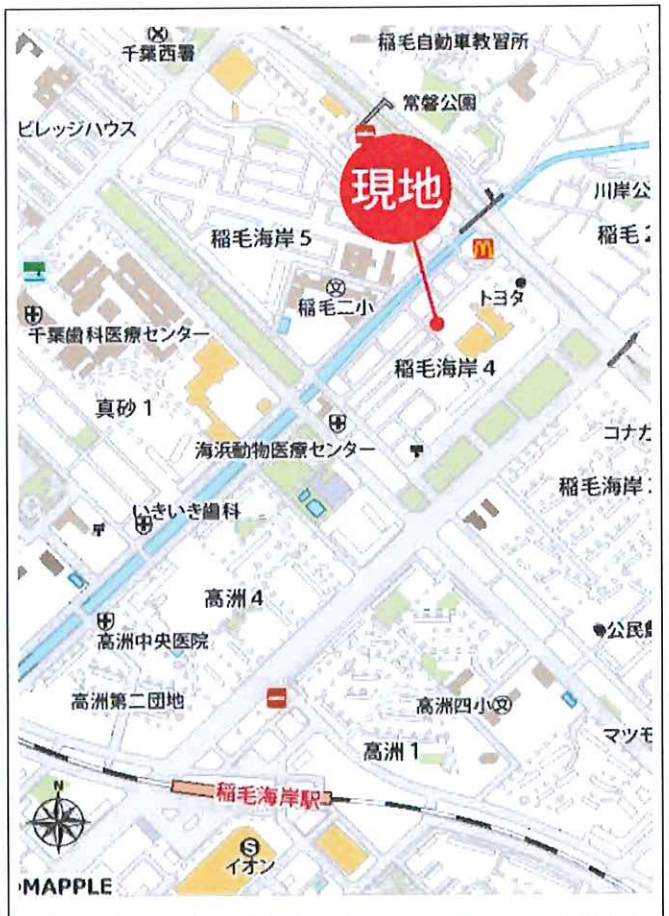 千葉西署
稲毛自動車教習所
常磐公園
ビレッジハウス
現地
川岸公
稲毛2
稲毛海岸5
稲毛二小
トヨタ
千葉歯科医療センター
稲毛海岸4
真砂1
コナカ
海浜動物医療センター
稲毛海岸
いきいき歯科
高洲4
公民館
高洲中央医院
高洲第二団地
高洲四小
マツモ
高洲1
稲毛海岸駅
N
S
イオン
MAPPLE